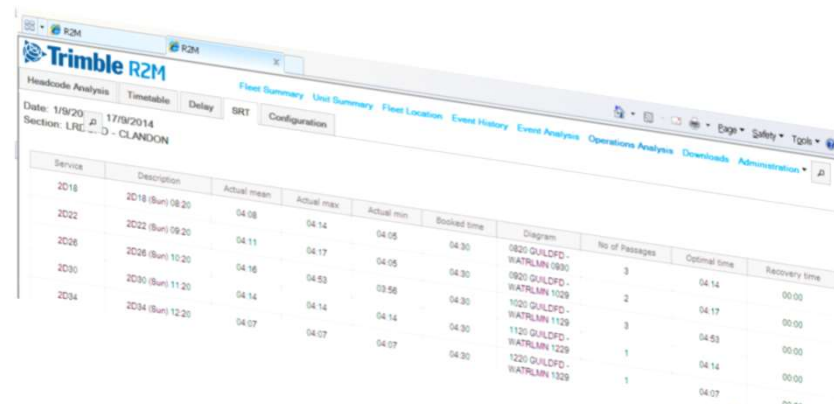 R2M
R2M
x
Page Safety Tools
Trimble R2M
Fleet Summary Unit Summary Fleet Location Event History Event Analysis Operations Analysis Downloads Administration
Headcode Analysis Timetable Delay SRT Configuration
Date: 1/9/20 17/9/2014
Section: - CLANDON
Service Description Actual mean Actual max Actual min Booked time Diagram No of Passages Optimal time Recovery time
2D18 2D18 (Sun) 08:20 04:08 04:14 04:05 04:30 0820 GUILDFD - WATRLMN 0930 3 04:14 00:00
2D22 2D22 (Sun) 09:20 04:11 04:17 04:05 04:30 0920 GUILDFD - WATRLMN 1029 2 04:17 00:00
2D26 2D26 (Sun) 10:20 04:16 04:53 03:56 04:30 1020 GUILDFD - WATRLMN 1129 3 04:53 00:00
2D30 2D30 (Sun) 11:20 04:14 04:14 04:14 04:30 1120 GUILDFD - WATRLMN 1229 1 04:14 00:00
2D34 2D34 (Sun) 12:20 04:07 04:07 04:07 04:30 1220 GUILDFD - WATRLMN 1329 1 04:07